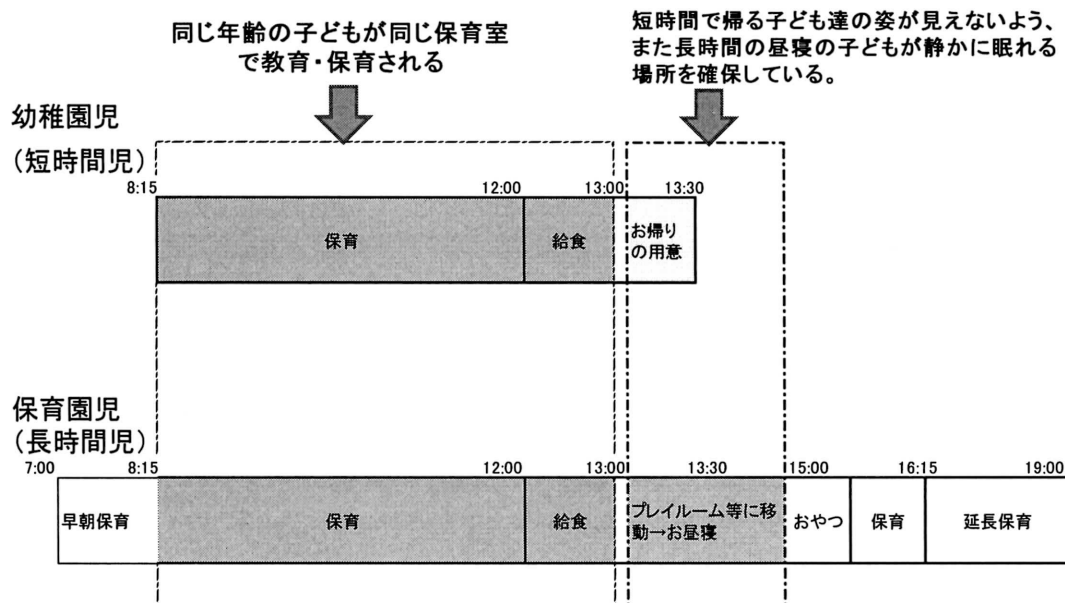 同じ年齢の子どもが同じ保育室
で教育・保育される
短時間で帰る子ども達の姿が見えないよう、
また長時間の昼寝の子どもが静かに眠れる
場所を確保している。
幼稚園児
(短時間児)
8:15 12:00 13:00 13:30
保育 給食 お帰り
の用意
保育園児
(長時間児)
7:00 8:15 12:00 13:00 13:30 15:00 16:15 19:00
早朝保育 保育 給食 プレイルーム等に移
動→お昼寝 おやつ 保育 延長保育